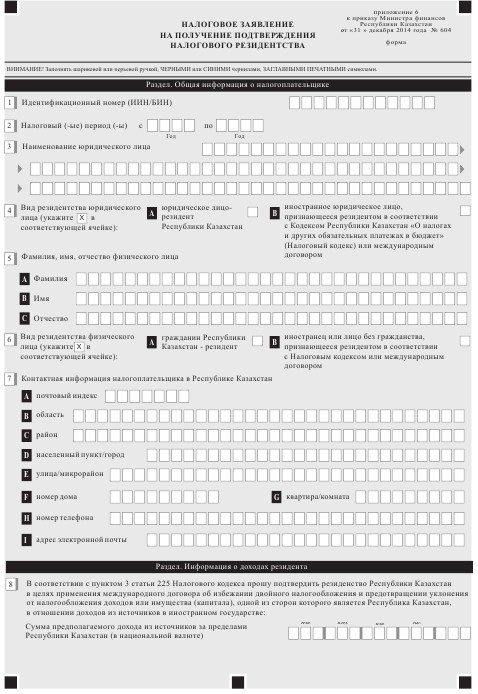 приложение 6
к приказу Министра финансов
Республики Казахстан
от «31 » декабря 2014 года № 604
форма
НАЛОГОВОЕ ЗАЯВЛЕНИЕ
НА ПОЛУЧЕНИЕ ПОДТВЕРЖДЕНИЯ
НАЛОГОВОГО РЕЗИДЕНТСТВА
ВНИМАНИЕ! Заполнять шариковой или перьевой ручкой, ЧЕРНЫМИ или СИНИМИ чернилами, ЗАГЛАВНЫМИ ПЕЧАТНЫМИ символами.
Раздел. Общая информация о налогоплательщике
1 Идентификационный номер (ИИН/БИН)
2 Налоговый (-ые) период (-ы) с по
Год Год
3 Наименование юридического лица
4 Вид резидентства юридического
лица (укажите X в
соответствующей ячейке):
A юридическое лицо-
резидент
Республики Казахстан
B иностранное юридическое лицо,
признающееся резидентом в соответствии
с Кодексом Республики Казахстан «О налогах
и других обязательных платежах в бюджет»
(Налоговый кодекс) или международным
договором
5 Фамилия, имя, отчество физического лица
A Фамилия
B Имя
C Отчество
6 Вид резидентства физического
лица (укажите X в
соответствующей ячейке):
A гражданин Республики
Казахстан - резидент
B иностранец или лицо без гражданства,
признающееся резидентом в соответствии
с Налоговым кодексом или международным
договором
7 Контактная информация налогоплательщика в Республике Казахстан
A почтовый индекс
B область
C район
D населенный пункт/город
E улица/микрорайон
F номер дома G квартира/комната
H номер телефона
I адрес электронной почты
Раздел. Информация о доходах резидента
8 В соответствии с пунктом 3 статьи 225 Налогового кодекса прошу подтвердить резидентство Республики Казахстан
в целях применения международного договора об избежании двойного налогообложения и предотвращении уклонения
от налогообложения доходов или имущества (капитала), одной из сторон которого является Республика Казахстан,
в отношении доходов из источников в иностранном государстве:
Сумма предполагаемого дохода из источников за пределами
Республики Казахстан (в национальной валюте)